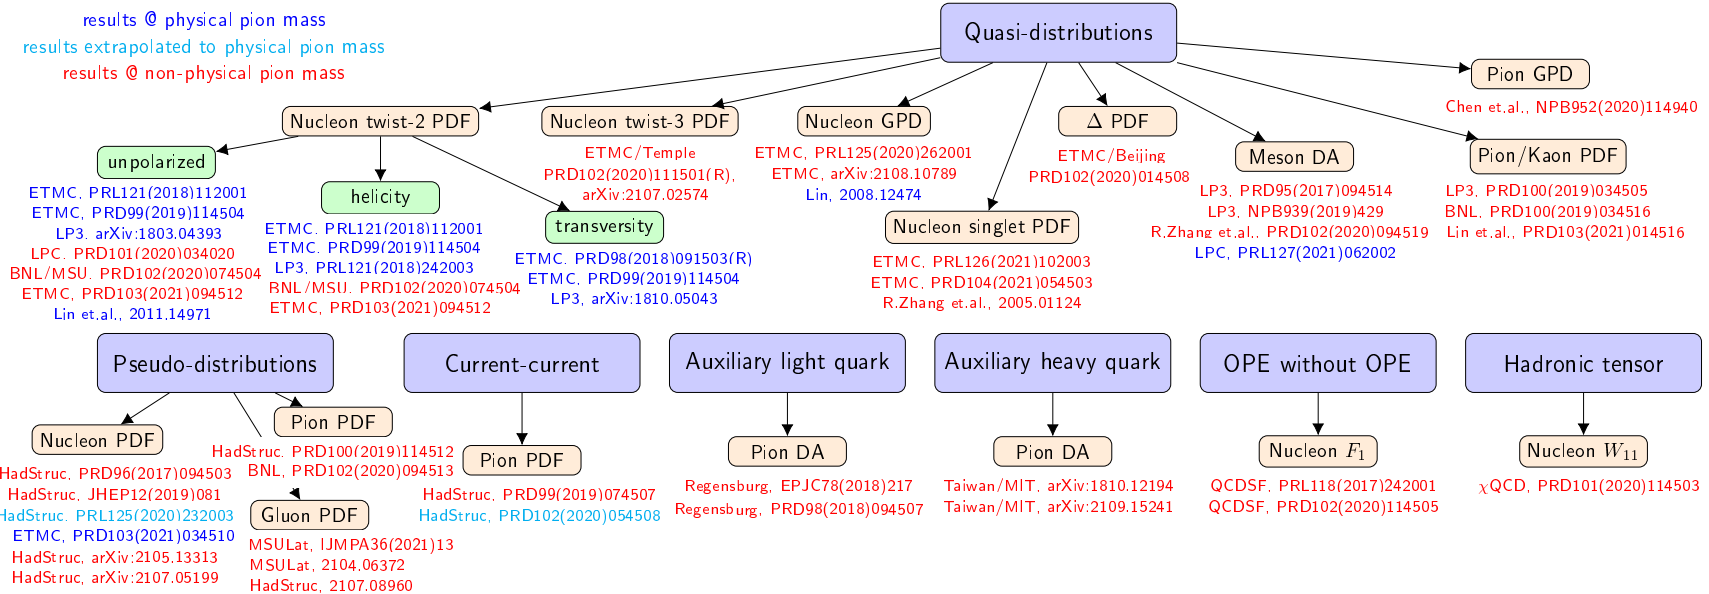 results @ physical pion mass
results extrapolated to physical pion mass
results @ non-physical pion mass
Quasi-distributions
Pion GPD
Chen et.al., NPB952(2020)114940
Nucleon twist-2 PDF
Nucleon twist-3 PDF
ETMC/Temple
PRD102(2020)111501(R),
arXiv:2107.02574
Nucleon GPD
ETMC, PRL125(2020)262001
ETMC, arXiv:2108.10789
Lin, 2008.12474
Δ PDF
ETMC/Beijing
PRD102(2020)014508
Meson DA
LP3, PRD95(2017)094514
LP3, NPB939(2019)429
R.Zhang et.al., PRD102(2020)094519
LPC, PRL127(2021)062002
Pion/Kaon PDF
LP3, PRD100(2019)034505
BNL, PRD100(2019)034516
Lin et.al., PRD103(2021)014516
unpolarized
ETMC, PRL121(2018)112001
ETMC, PRD99(2019)114504
LP3, arXiv:1803.04393
LPC, PRD101(2020)034020
BNL/MSU, PRD102(2020)074504
ETMC, PRD103(2021)094512
Lin et.al., 2011.14971
helicity
ETMC, PRL121(2018)112001
ETMC, PRD99(2019)114504
LP3, PRL121(2018)242003
BNL/MSU, PRD102(2020)074504
ETMC, PRD103(2021)094512
transversity
ETMC, PRD98(2018)091503(R)
ETMC, PRD99(2019)114504
LP3, arXiv:1810.05043
Nucleon singlet PDF
ETMC, PRL126(2021)102003
ETMC, PRD104(2021)054503
R.Zhang et.al., 2005.01124
Pseudo-distributions
Nucleon PDF
HadStruc, PRD96(2017)094503
HadStruc, JHEP12(2019)081
HadStruc, PRL125(2020)232003
ETMC, PRD103(2021)034510
HadStruc, arXiv:2105.13313
HadStruc, arXiv:2107.05199
Pion PDF
HadStruc, PRD100(2019)114512
BNL, PRD102(2020)094513
Gluon PDF
MSULat, IJMPA36(2021)13
MSULat, 2104.06372
HadStruc, 2107.08960
Current-current
Pion PDF
HadStruc, PRD99(2019)074507
HadStruc, PRD102(2020)054508
Auxiliary light quark
Pion DA
Regensburg, EPJC78(2018)217
Regensburg, PRD98(2018)094507
Auxiliary heavy quark
Pion DA
Taiwan/MIT, arXiv:1810.12194
Taiwan/MIT, arXiv:2109.15241
OPE without OPE
Nucleon F₁
QCDSF, PRL118(2017)242001
QCDSF, PRD102(2020)114505
Hadronic tensor
Nucleon W₁₁
χQCD, PRD101(2020)114503